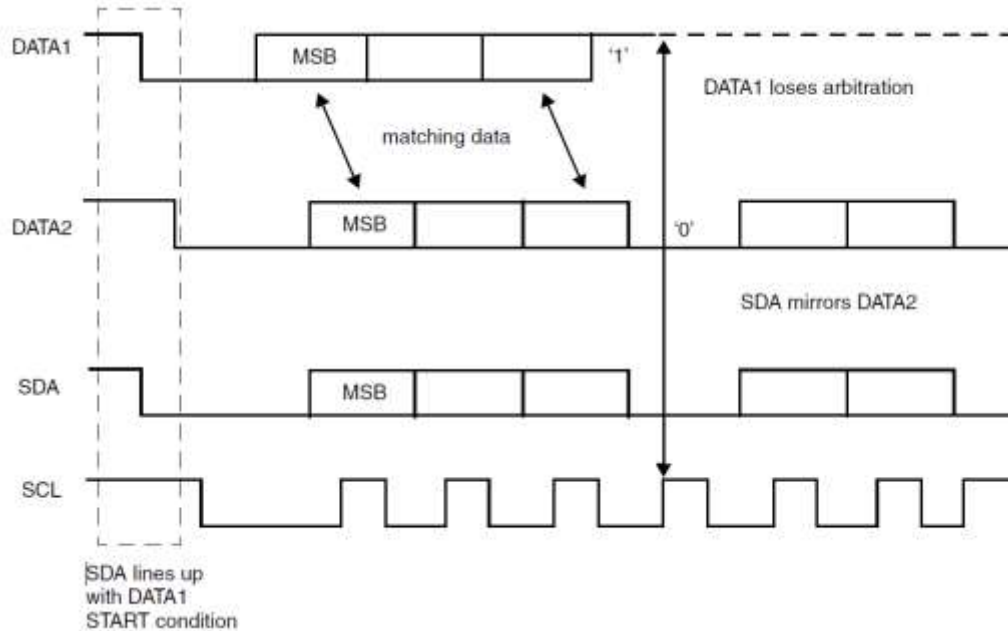 DATA1
MSB
'1'
DATA1 loses arbitration
matching data
DATA2
MSB
'0'
SDA mirrors DATA2
SDA
MSB
SCL
SDA lines up
with DATA1
START condition